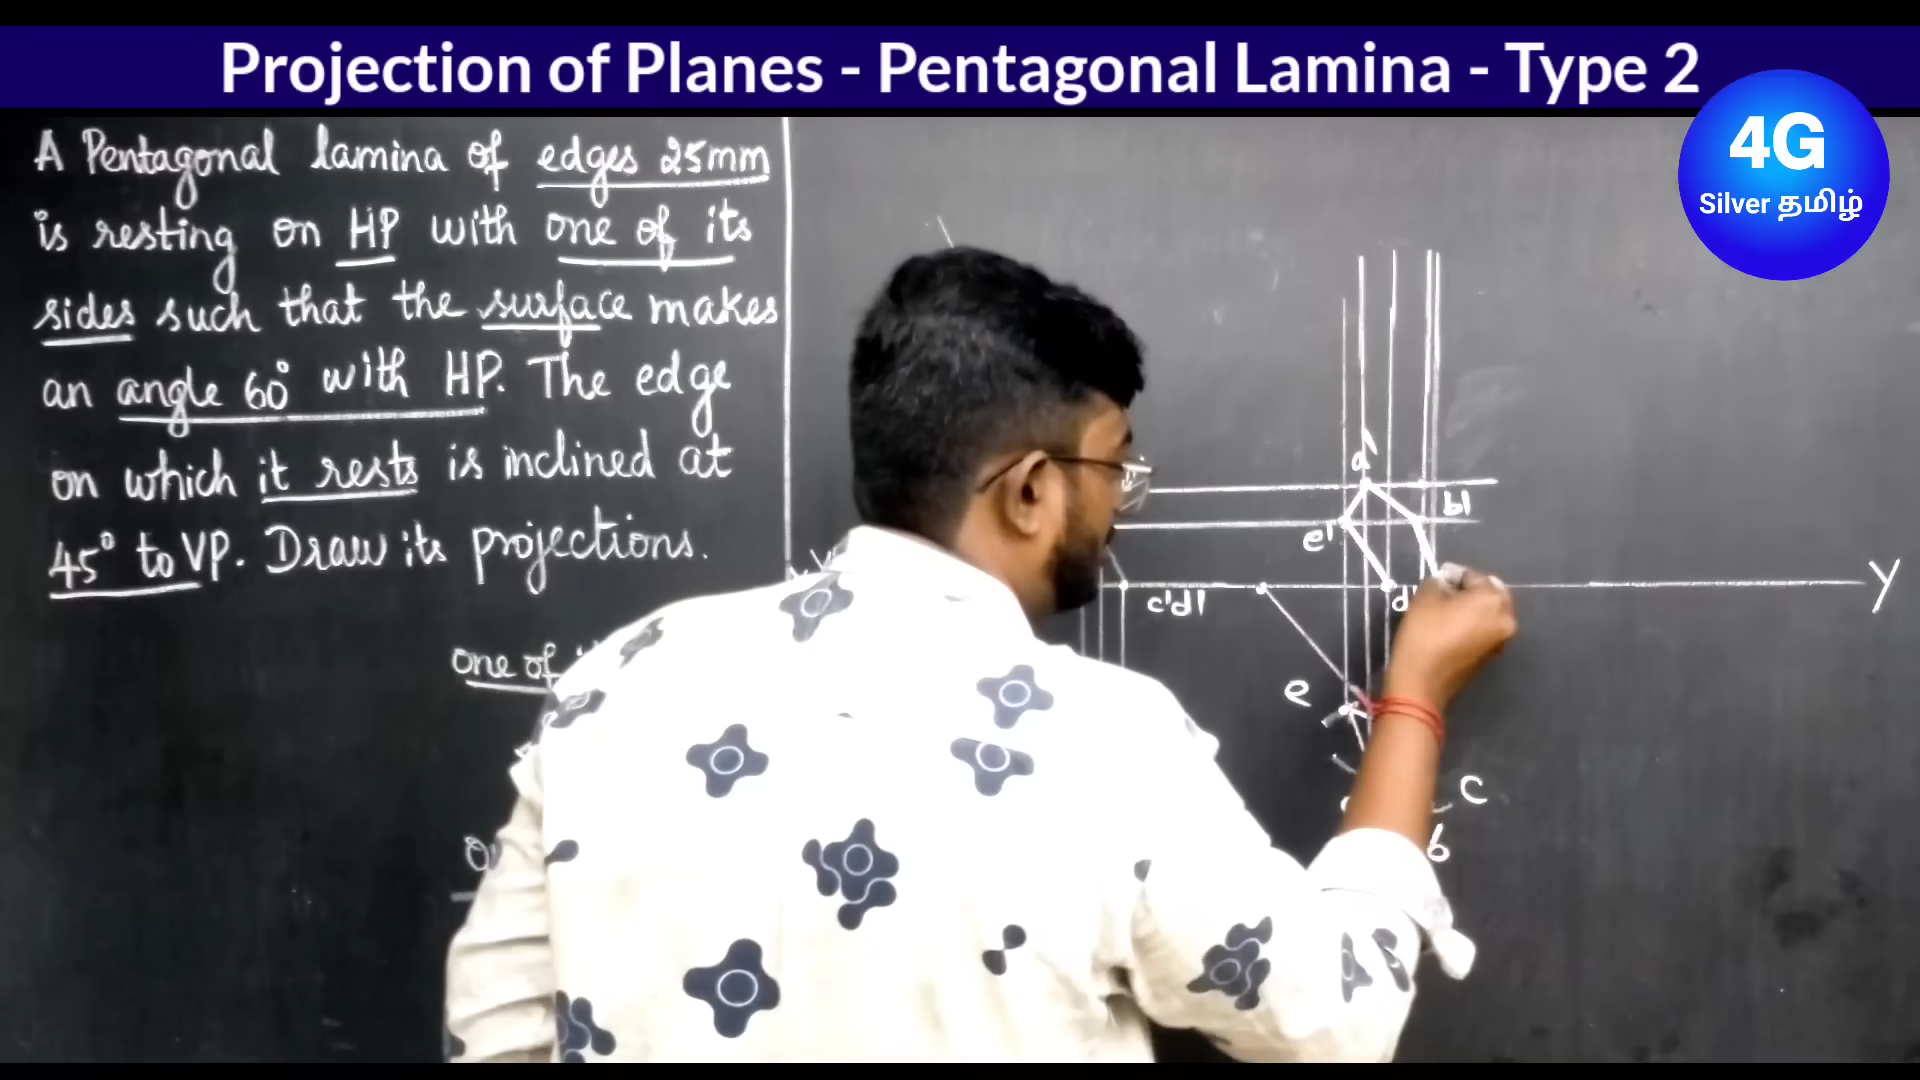 Projection of Planes - Pentagonal Lamina - Type 2
4G
Silver தமிழ்
A Pentagonal lamina of edges 25mm
is resting on HP with one of its
sides such that the surface makes
an angle 60° with HP. The edge
on which it rests is inclined at
45° to VP. Draw its projections.
one of
a'
b'
e'
c'd'
d'
Y
e
c
b